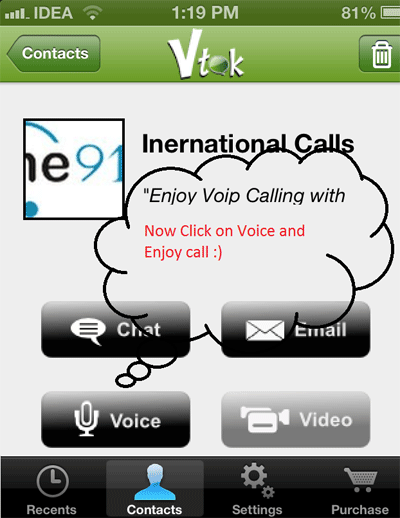 IDEA 1:19 PM 81%
Contacts Vtok
ne91
Inernational Calls
"Enjoy Voip Calling with
Now Click on Voice and
Enjoy call :)
Chat Email
Voice Video
Recents Contacts Settings Purchase